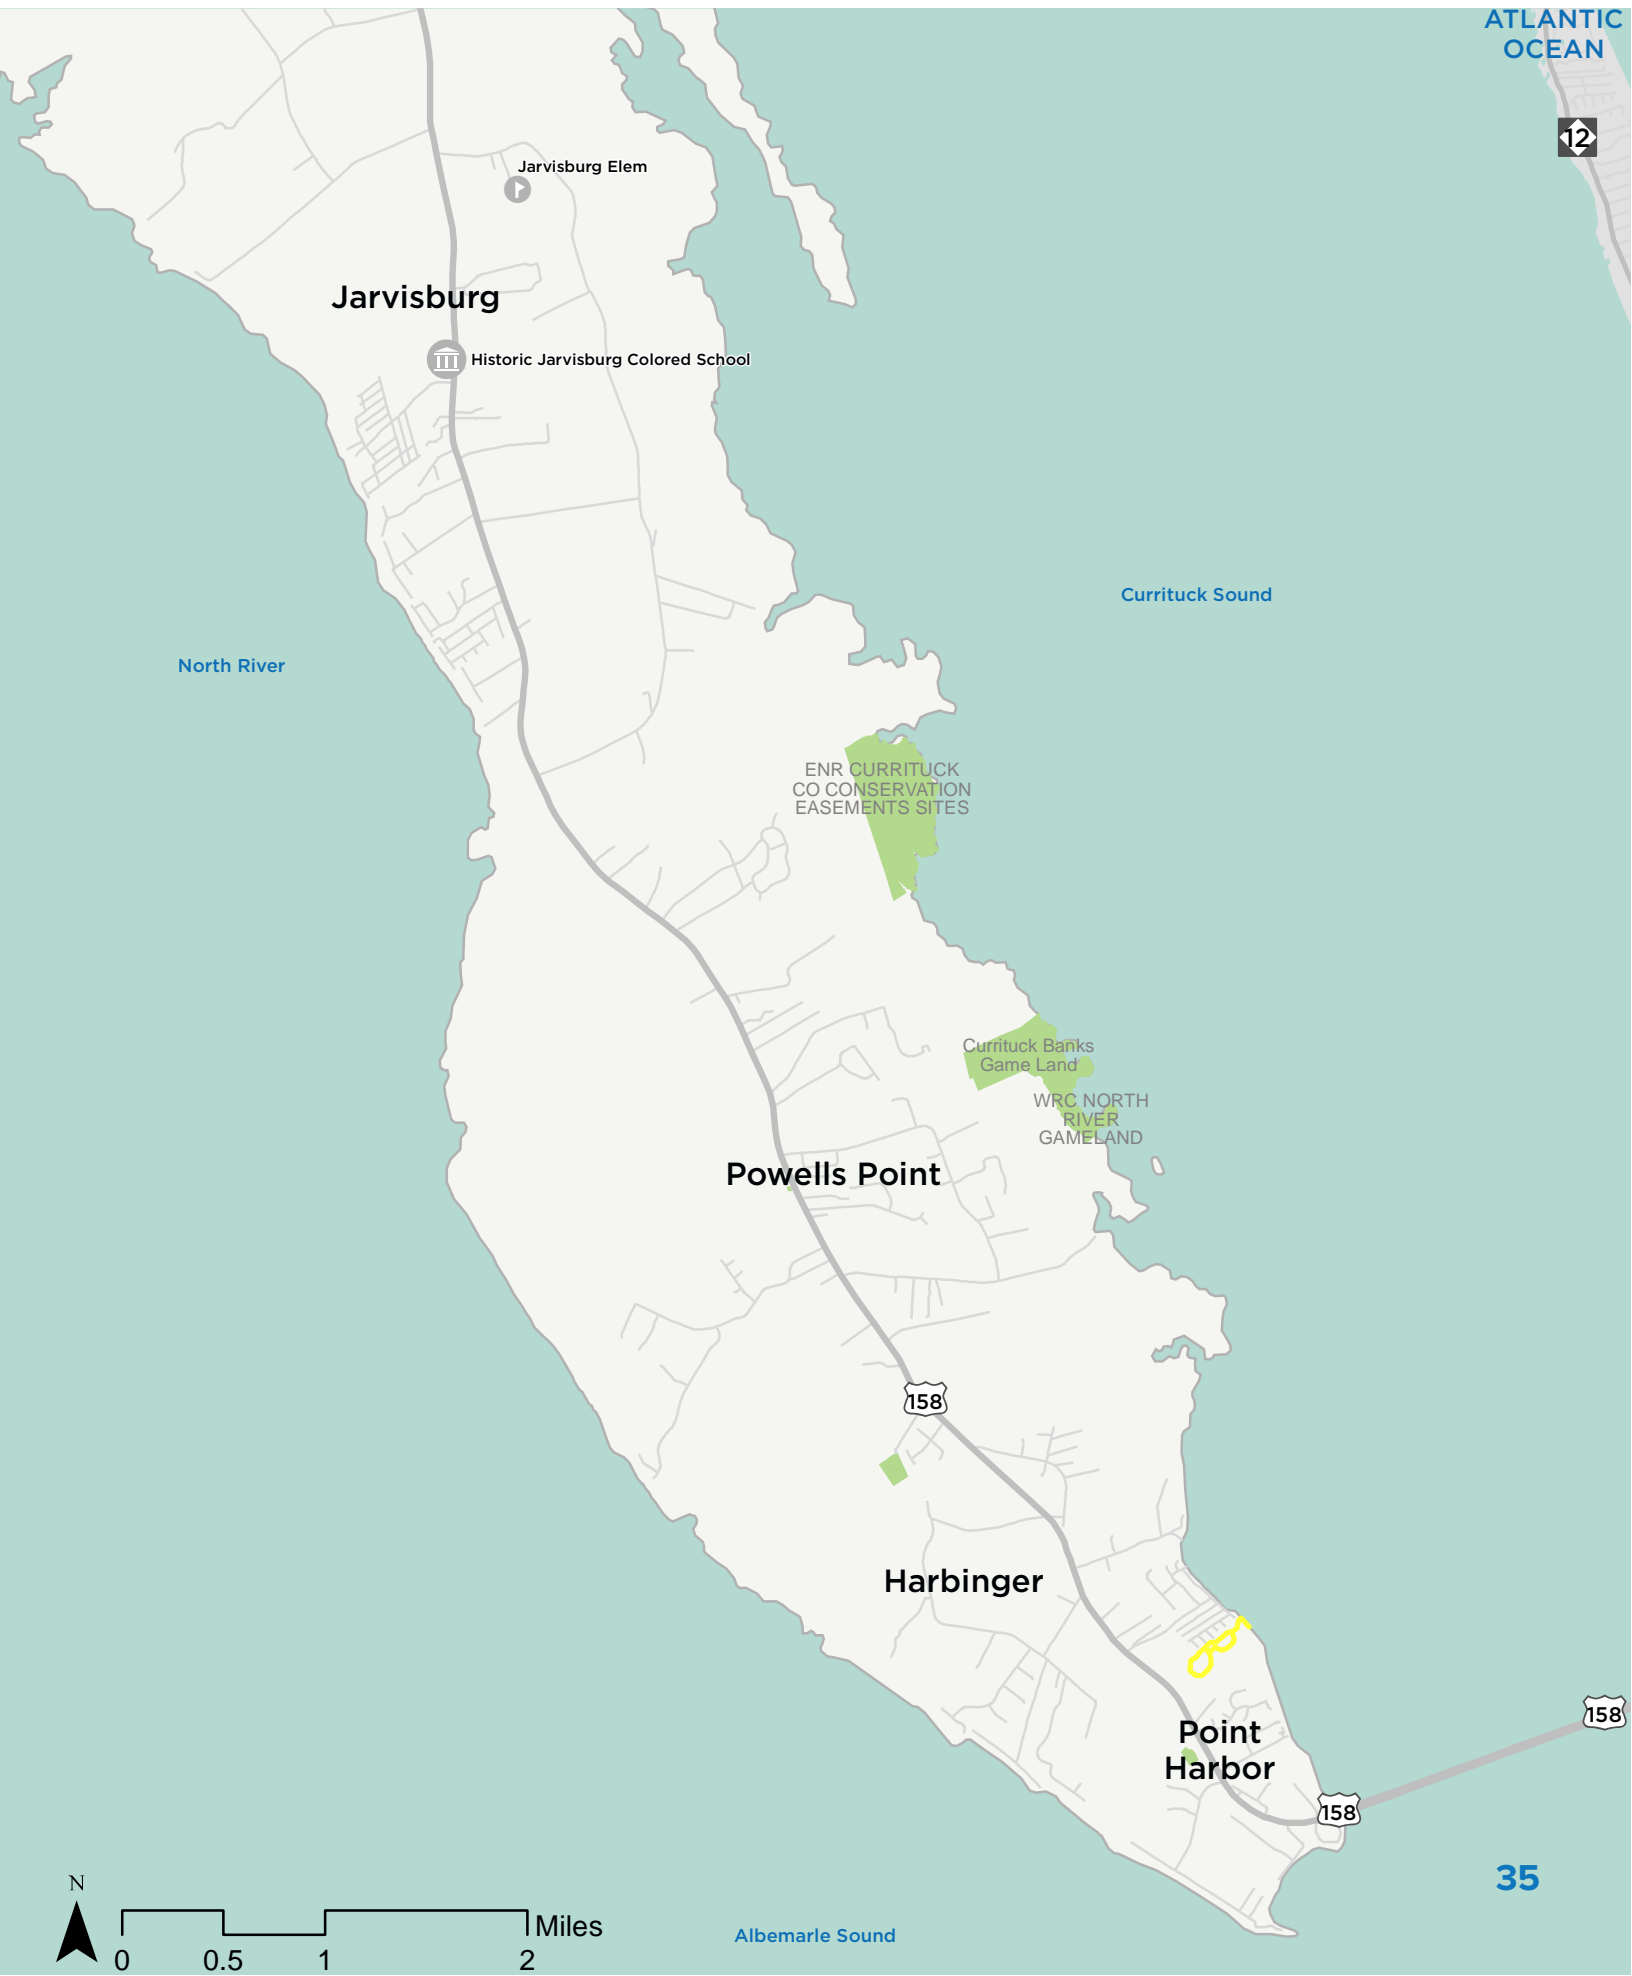 ATLANTIC
OCEAN
12
Jarvisburg Elem
Jarvisburg
Historic Jarvisburg Colored School
Currituck Sound
North River
ENR CURRITUCK
CO CONSERVATION
EASEMENTS SITES
Currituck Banks
Game Land
WRC NORTH
RIVER
GAMELAND
Powells Point
158
Harbinger
158
Point
Harbor
158
35
N
Miles
0 0.5 1 2
Albemarle Sound